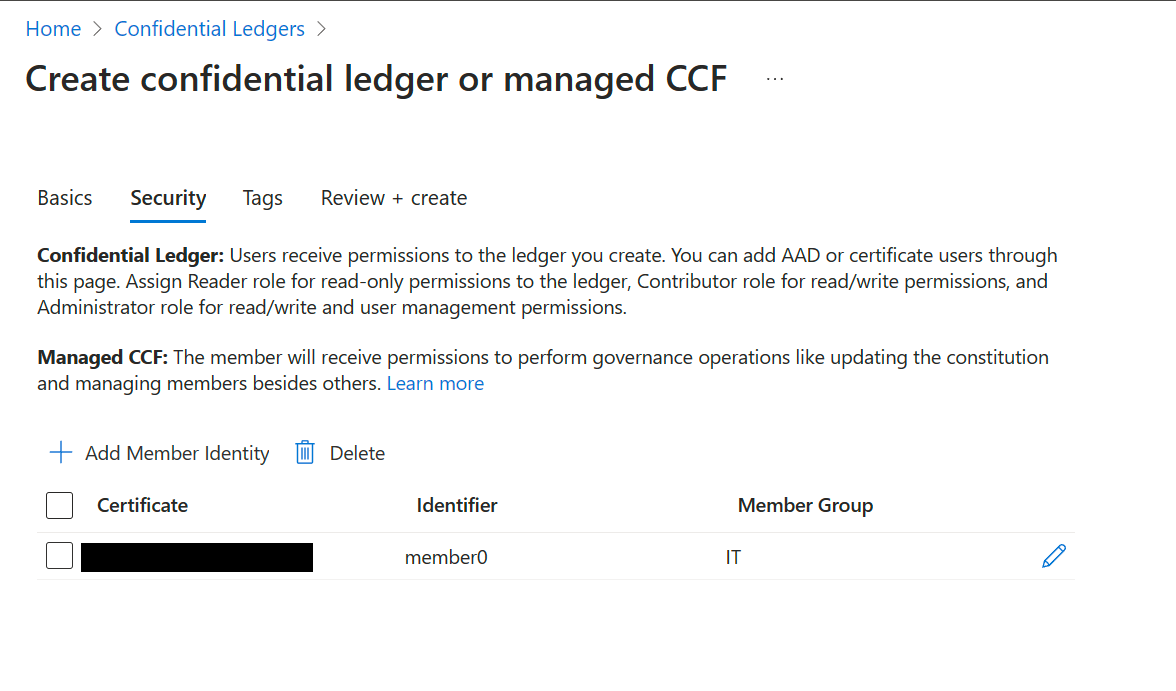 Home > Confidential Ledgers >
Create confidential ledger or managed CCF ...
Basics Security Tags Review + create
Confidential Ledger: Users receive permissions to the ledger you create. You can add AAD or certificate users through
this page. Assign Reader role for read-only permissions to the ledger, Contributor role for read/write permissions, and
Administrator role for read/write and user management permissions.
Managed CCF: The member will receive permissions to perform governance operations like updating the constitution
and managing members besides others. Learn more
+ Add Member Identity Delete
Certificate Identifier Member Group
member0 IT